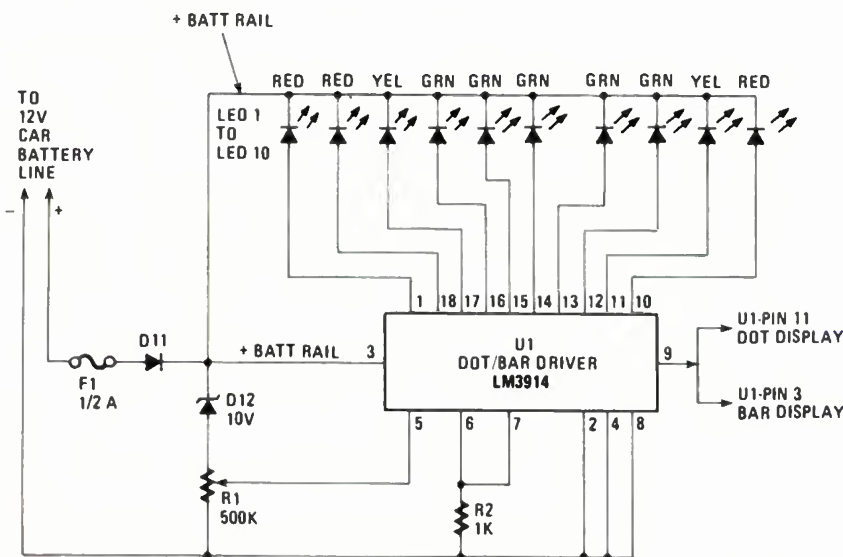 + BATT RAIL
RED RED YEL GRN GRN GRN GRN GRN YEL RED
TO
12V
CAR
BATTERY
LINE
LED 1
TO
LED 10
- +
1 18 17 16 15 14 13 12 11 10
F1
1/2 A
D11
+ BATT RAIL
3
U1
DOT/BAR DRIVER
LM3914
9
U1-PIN 11
DOT DISPLAY
U1-PIN 3
BAR DISPLAY
D12
10V
5 6 7 2 4 8
R1
500K
R2
1K